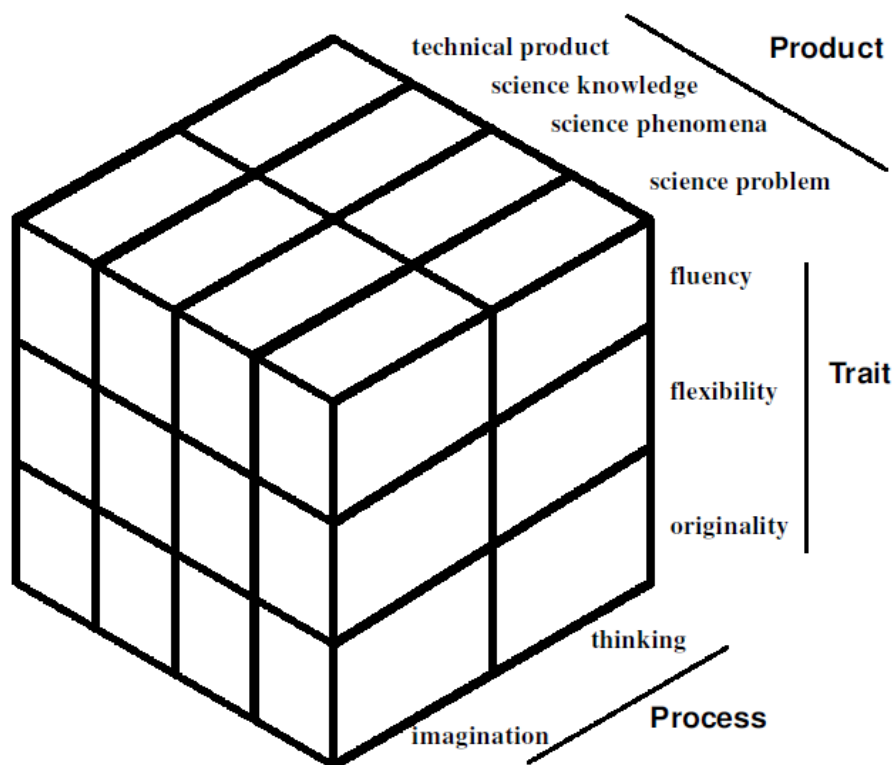 technical product
Product
science knowledge
science phenomena
science problem
fluency
Trait
flexibility
originality
thinking
Process
imagination